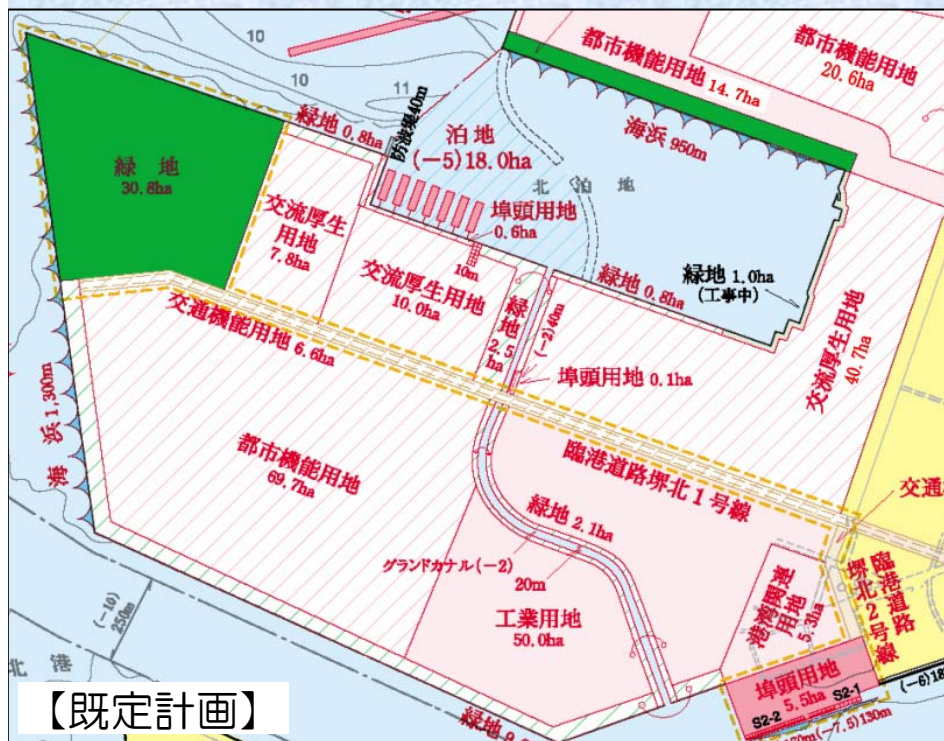 10
10
11
都市機能用地 14.7ha
都市機能用地
20.6ha
緑地 0.8ha
防波堤40m
泊地
(-5)18.0ha
海浜 950m
北泊地
緑地
30.8ha
交流厚生
用地
7.8ha
埠頭用地
0.6ha
10m
交流厚生用地
10.0ha
緑地
2.5
ha
(-2)40m
緑地 0.8ha
緑地 1.0ha
(工事中)
交流厚生用地
40.7ha
交通機能用地 6.6ha
埠頭用地 0.1ha
海浜 1,300m
都市機能用地
69.7ha
臨港道路堺北1号線
交通
緑地 2.1ha
グランドカナル(-2)
20m
工業用地
50.0ha
港湾関連
用地
5.3ha
臨港道路
堺北2号線
(-10)
250m
北港
埠頭用地
5.5ha
S2-2
S2-1
(-7.5)130m
【既定計画】